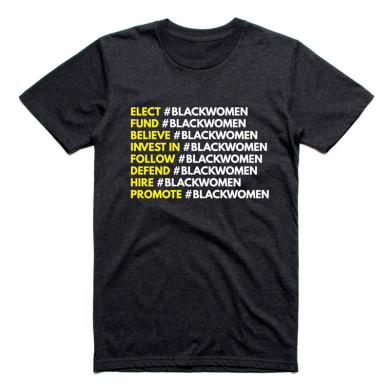 ELECT #BLACKWOMEN
FUND #BLACKWOMEN
BELIEVE #BLACKWOMEN
INVEST IN #BLACKWOMEN
FOLLOW #BLACKWOMEN
DEFEND #BLACKWOMEN
HIRE #BLACKWOMEN
PROMOTE #BLACKWOMEN